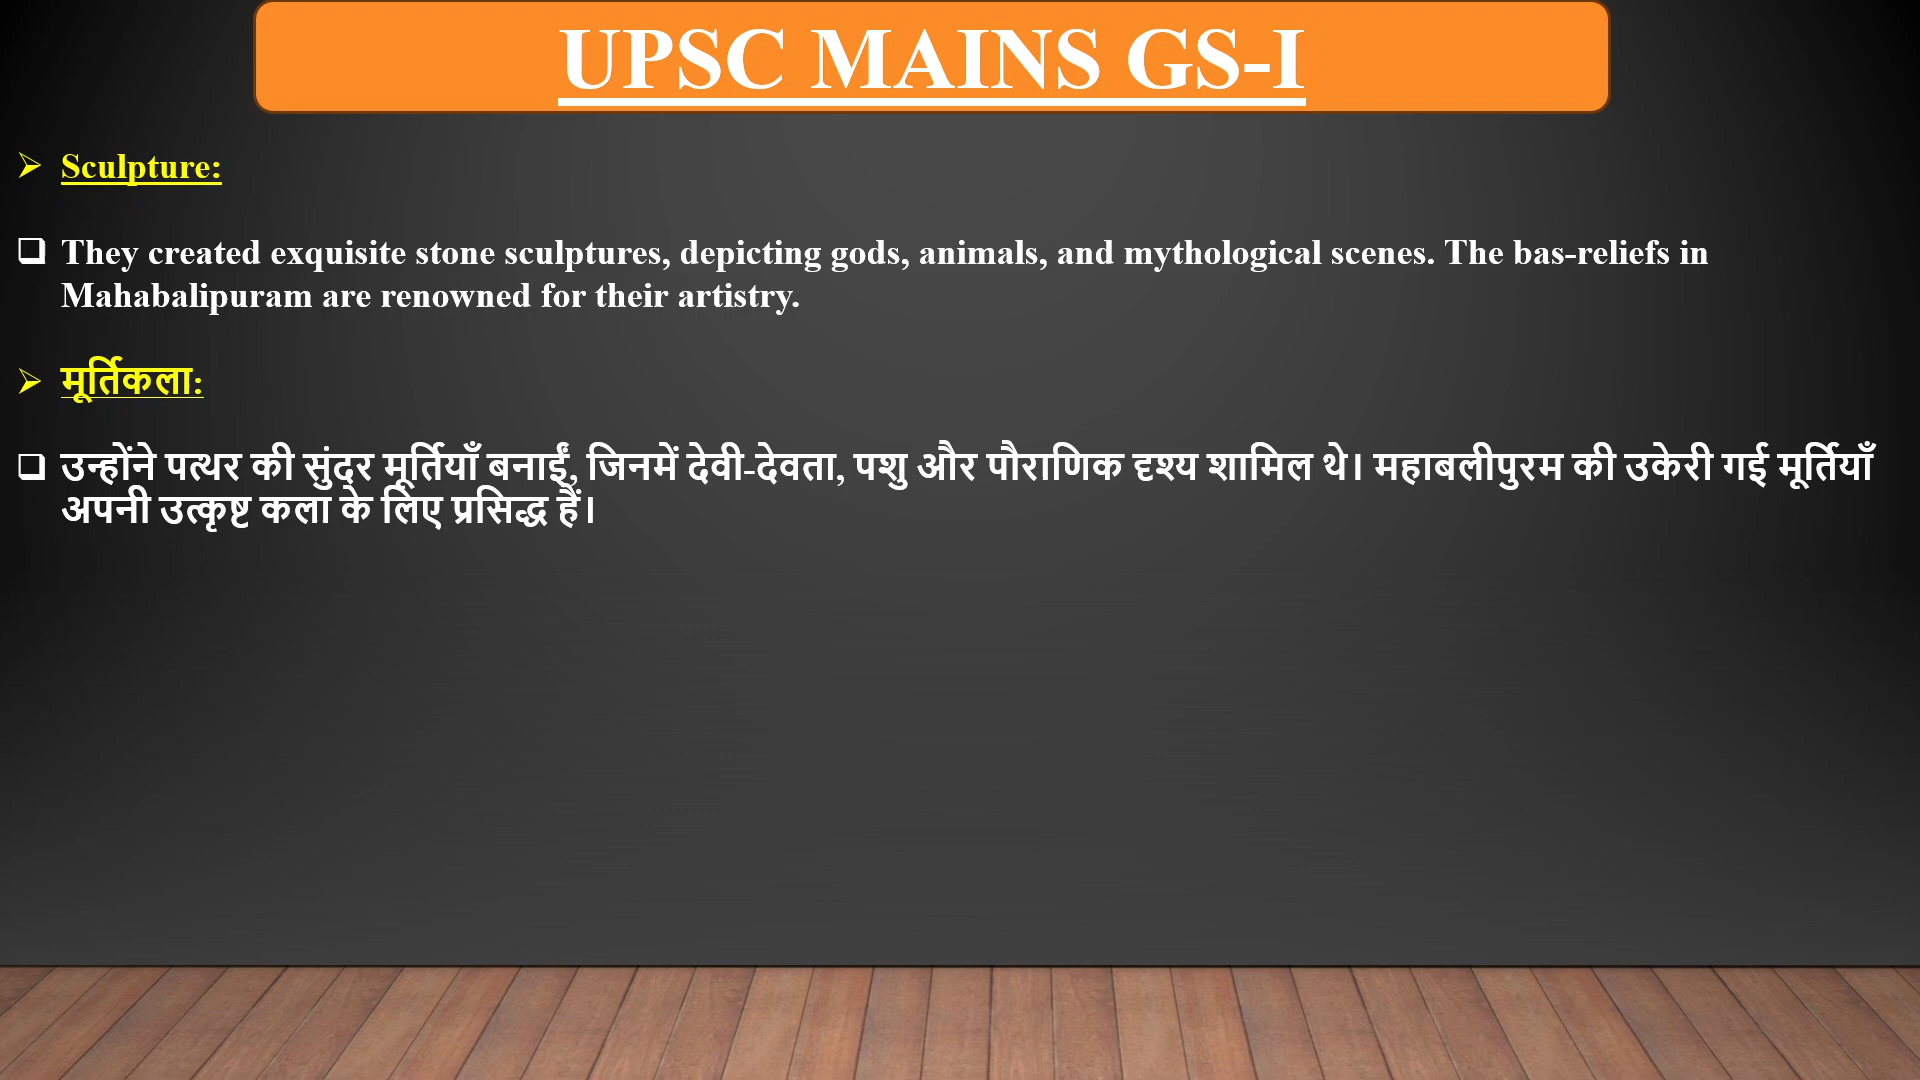 UPSC MAINS GS-I
➢ Sculpture:
❑ They created exquisite stone sculptures, depicting gods, animals, and mythological scenes. The bas-reliefs in
Mahabalipuram are renowned for their artistry.
➢ मूर्तिकला:
❑ उन्होंने पत्थर की सुंदर मूर्तियाँ बनाईं, जिनमें देवी-देवता, पशु और पौराणिक दृश्य शामिल थे। महाबलीपुरम की उकेरी गई मूर्तियाँ
अपनी उत्कृष्ट कला के लिए प्रसिद्ध हैं।